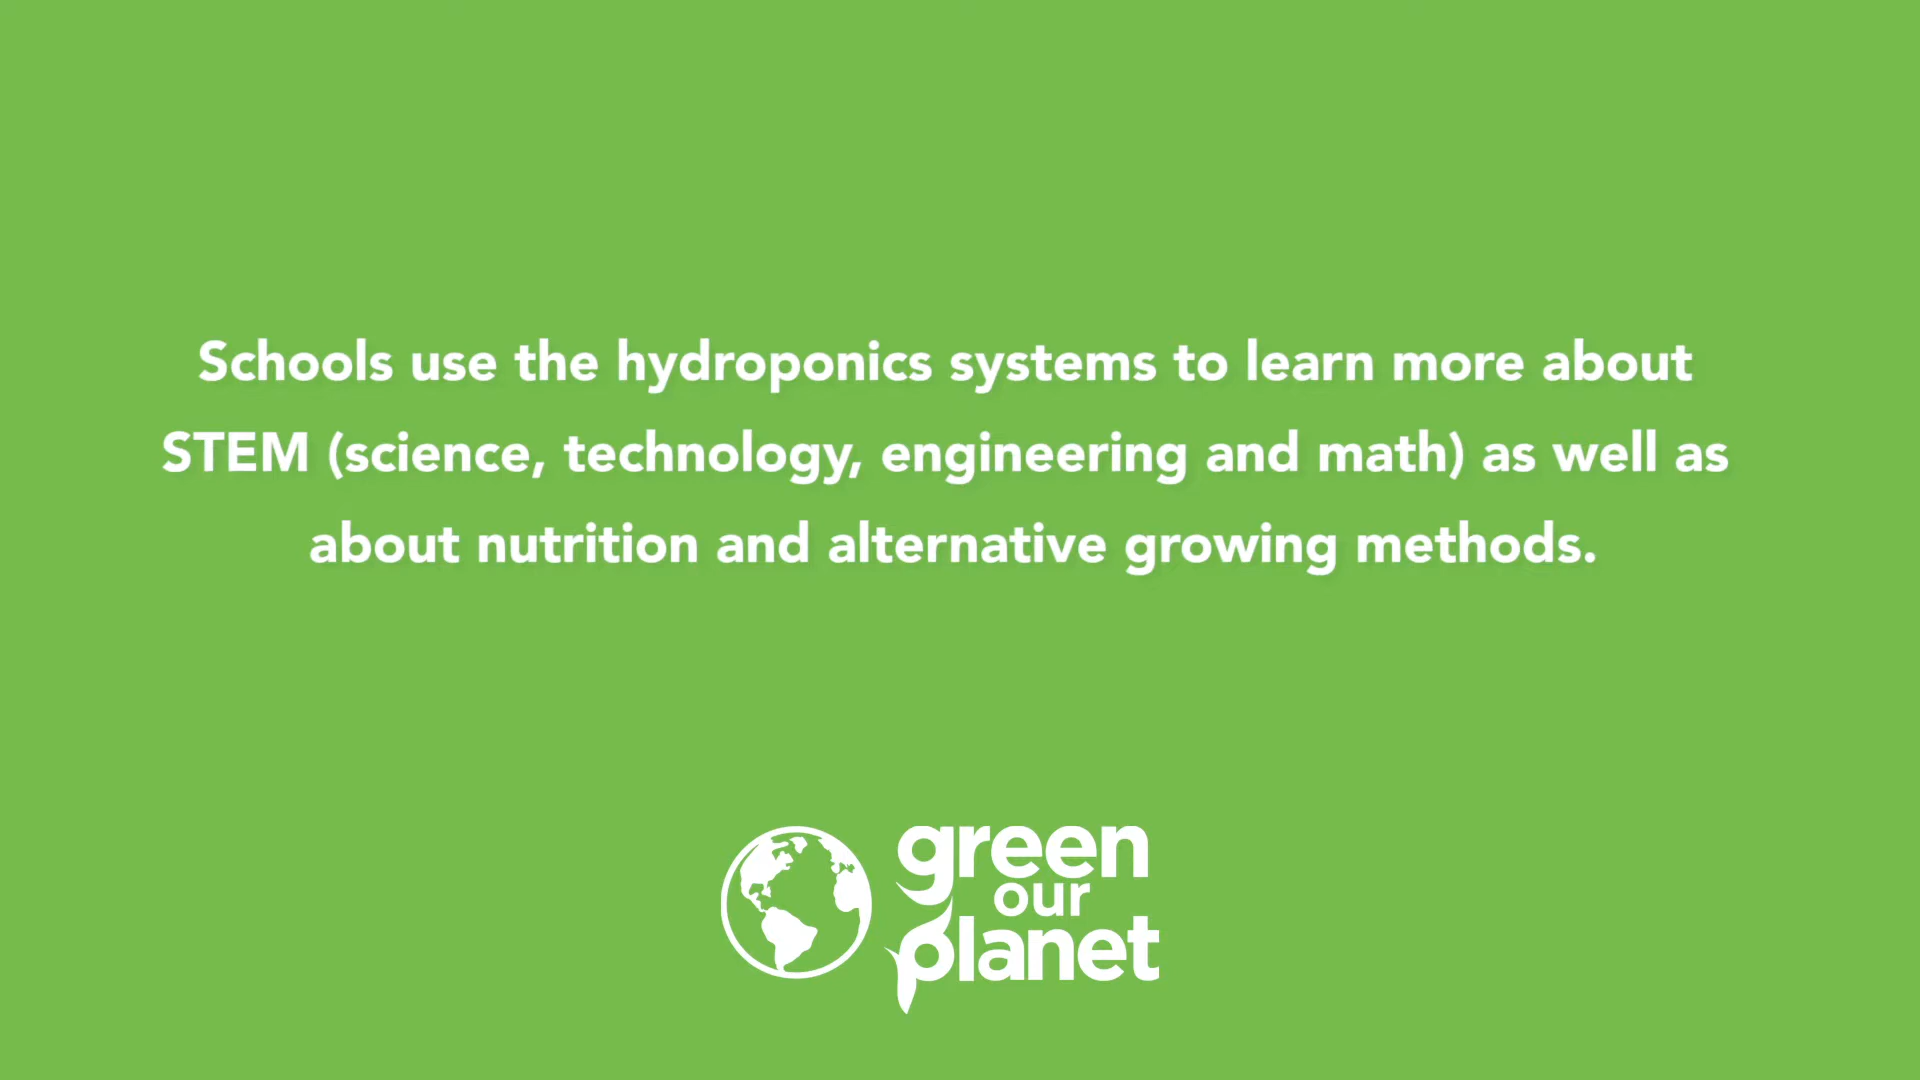 Schools use the hydroponics systems to learn more about
STEM (science, technology, engineering and math) as well as
about nutrition and alternative growing methods.
green
our
planet